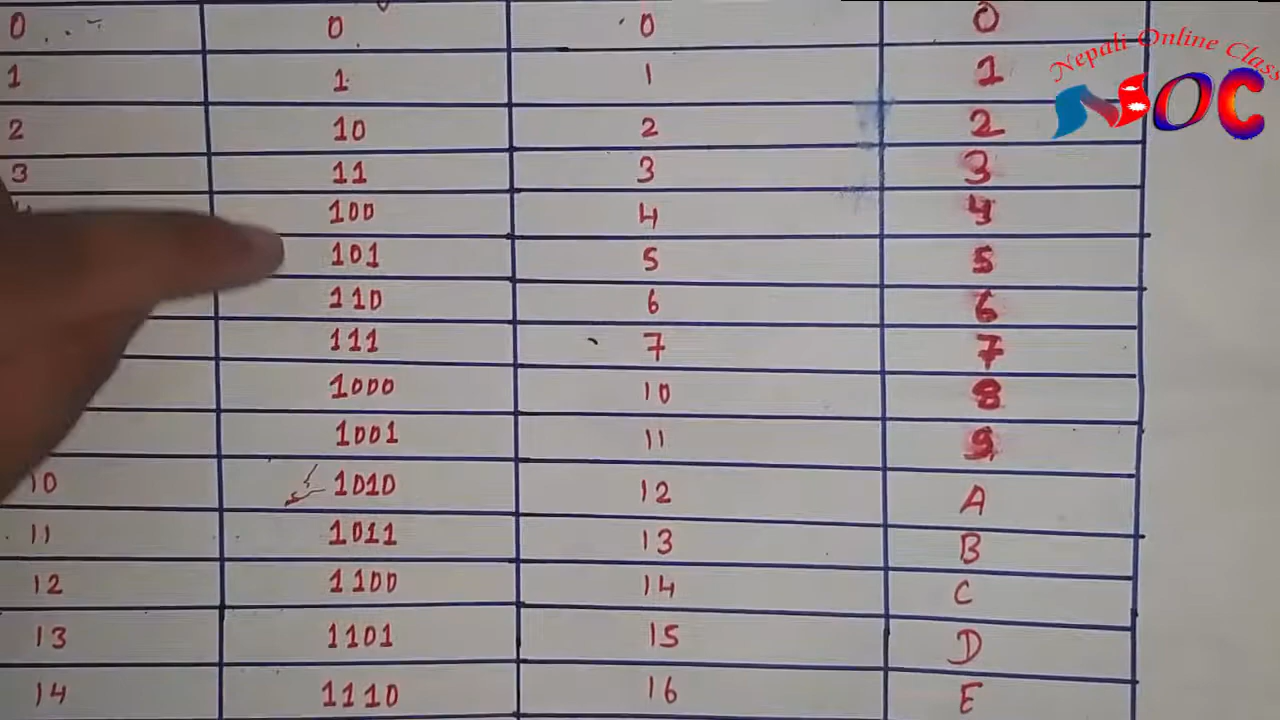 0 0 0 0
1 1 1 1
2 10 2 2
3 11 3 3
100 4 4
101 5 5
110 6 6
111 7 7
1000 10 8
1001 11 9
10 1010 12 A
11 1011 13 B
12 1100 14 C
13 1101 15 D
14 1110 16 E
Nepali Online Class
NOC